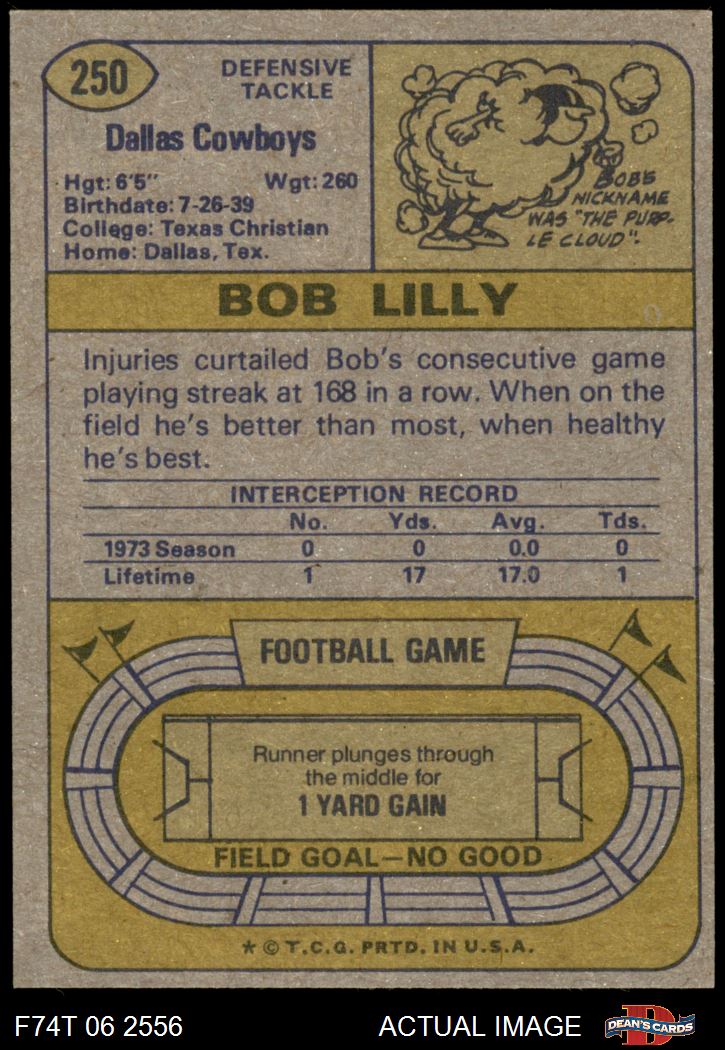 250
DEFENSIVE
TACKLE
Dallas Cowboys
Hgt: 6'5" Wgt: 260
Birthdate: 7-26-39
College: Texas Christian
Home: Dallas, Tex.
BOB'S
NICKNAME
WAS "THE PURP-
LE CLOUD".
BOB LILLY
Injuries curtailed Bob's consecutive game
playing streak at 168 in a row. When on the
field he's better than most, when healthy
he's best.
INTERCEPTION RECORD
No. Yds. Avg. Tds.
1973 Season 0 0 0.0 0
Lifetime 1 17 17.0 1
FOOTBALL GAME
Runner plunges through
the middle for
1 YARD GAIN
FIELD GOAL—NO GOOD
* © T.C.G. PRTD. IN U.S.A.
F74T 06 2556 ACTUAL IMAGE
DEAN'S CARDS